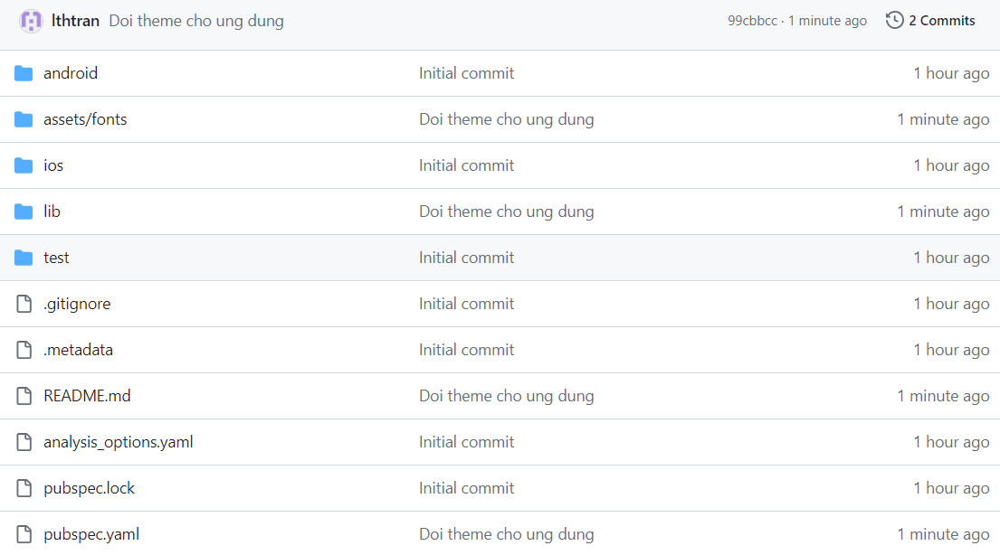 lthtran Doi theme cho ung dung 99cbbcc · 1 minute ago 2 Commits
android Initial commit 1 hour ago
assets/fonts Doi theme cho ung dung 1 minute ago
ios Initial commit 1 hour ago
lib Doi theme cho ung dung 1 minute ago
test Initial commit 1 hour ago
.gitignore Initial commit 1 hour ago
.metadata Initial commit 1 hour ago
README.md Doi theme cho ung dung 1 minute ago
analysis_options.yaml Initial commit 1 hour ago
pubspec.lock Initial commit 1 hour ago
pubspec.yaml Doi theme cho ung dung 1 minute ago